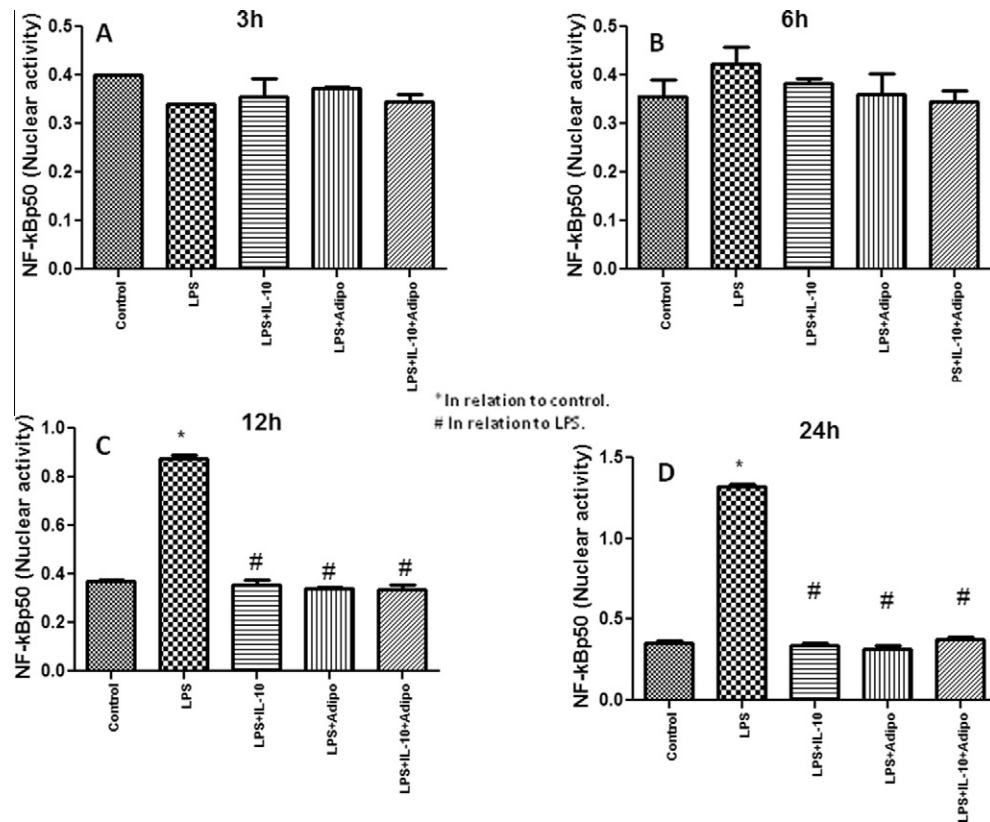 3h
A
NF-kBp50 (Nuclear activity)
0.5
0.4
0.3
0.2
0.1
0.0
Control
LPS
LPS+IL-10
LPS+Adipo
LPS+IL-10+Adipo
6h
B
NF-kBp50 (Nuclear activity)
0.5
0.4
0.3
0.2
0.1
0.0
Control
LPS
LPS+IL-10
LPS+Adipo
PS+IL-10+Adipo
* In relation to control.
# In relation to LPS.
12h
C
NF-kBp50 (Nuclear activity)
1.0
0.8
0.6
0.4
0.2
0.0
*
#
#
#
Control
LPS
LPS+IL-10
LPS+Adipo
LPS+IL-10+Adipo
24h
D
NF-kBp50 (Nuclear activity)
1.5
1.0
0.5
0.0
*
#
#
#
Control
LPS
LPS+IL-10
LPS+Adipo
LPS+IL-10+Adipo